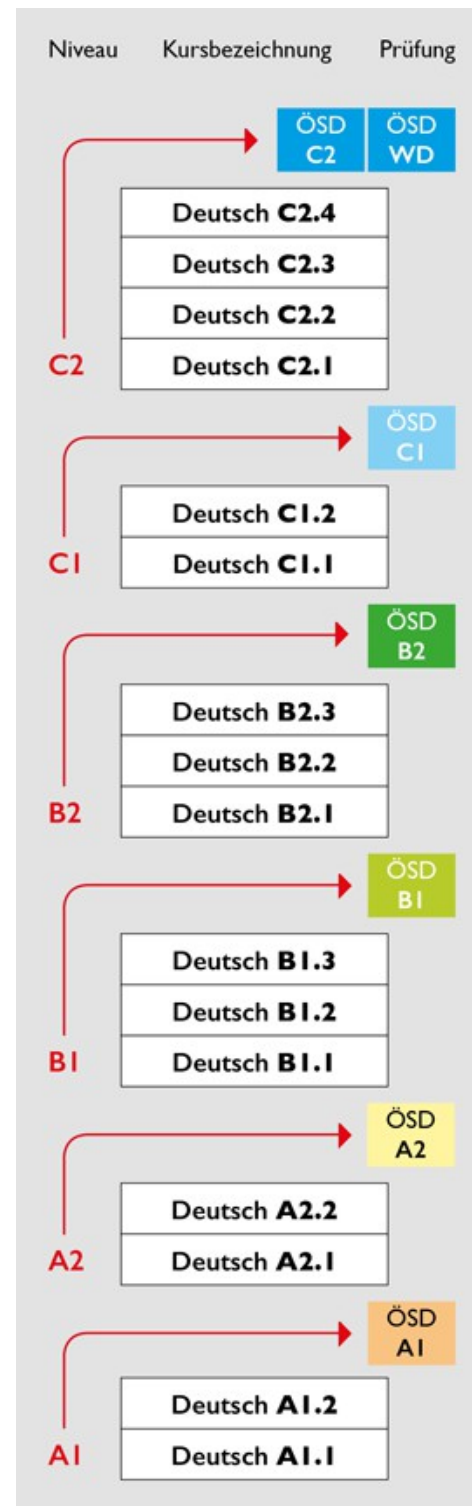 Niveau Kursbezeichnung Prüfung
ÖSD ÖSD
C2 WD
Deutsch C2.4
Deutsch C2.3
Deutsch C2.2
C2 Deutsch C2.1
ÖSD
C1
Deutsch C1.2
C1 Deutsch C1.1
ÖSD
B2
Deutsch B2.3
Deutsch B2.2
B2 Deutsch B2.1
ÖSD
B1
Deutsch B1.3
Deutsch B1.2
B1 Deutsch B1.1
ÖSD
A2
Deutsch A2.2
A2 Deutsch A2.1
ÖSD
A1
Deutsch A1.2
A1 Deutsch A1.1